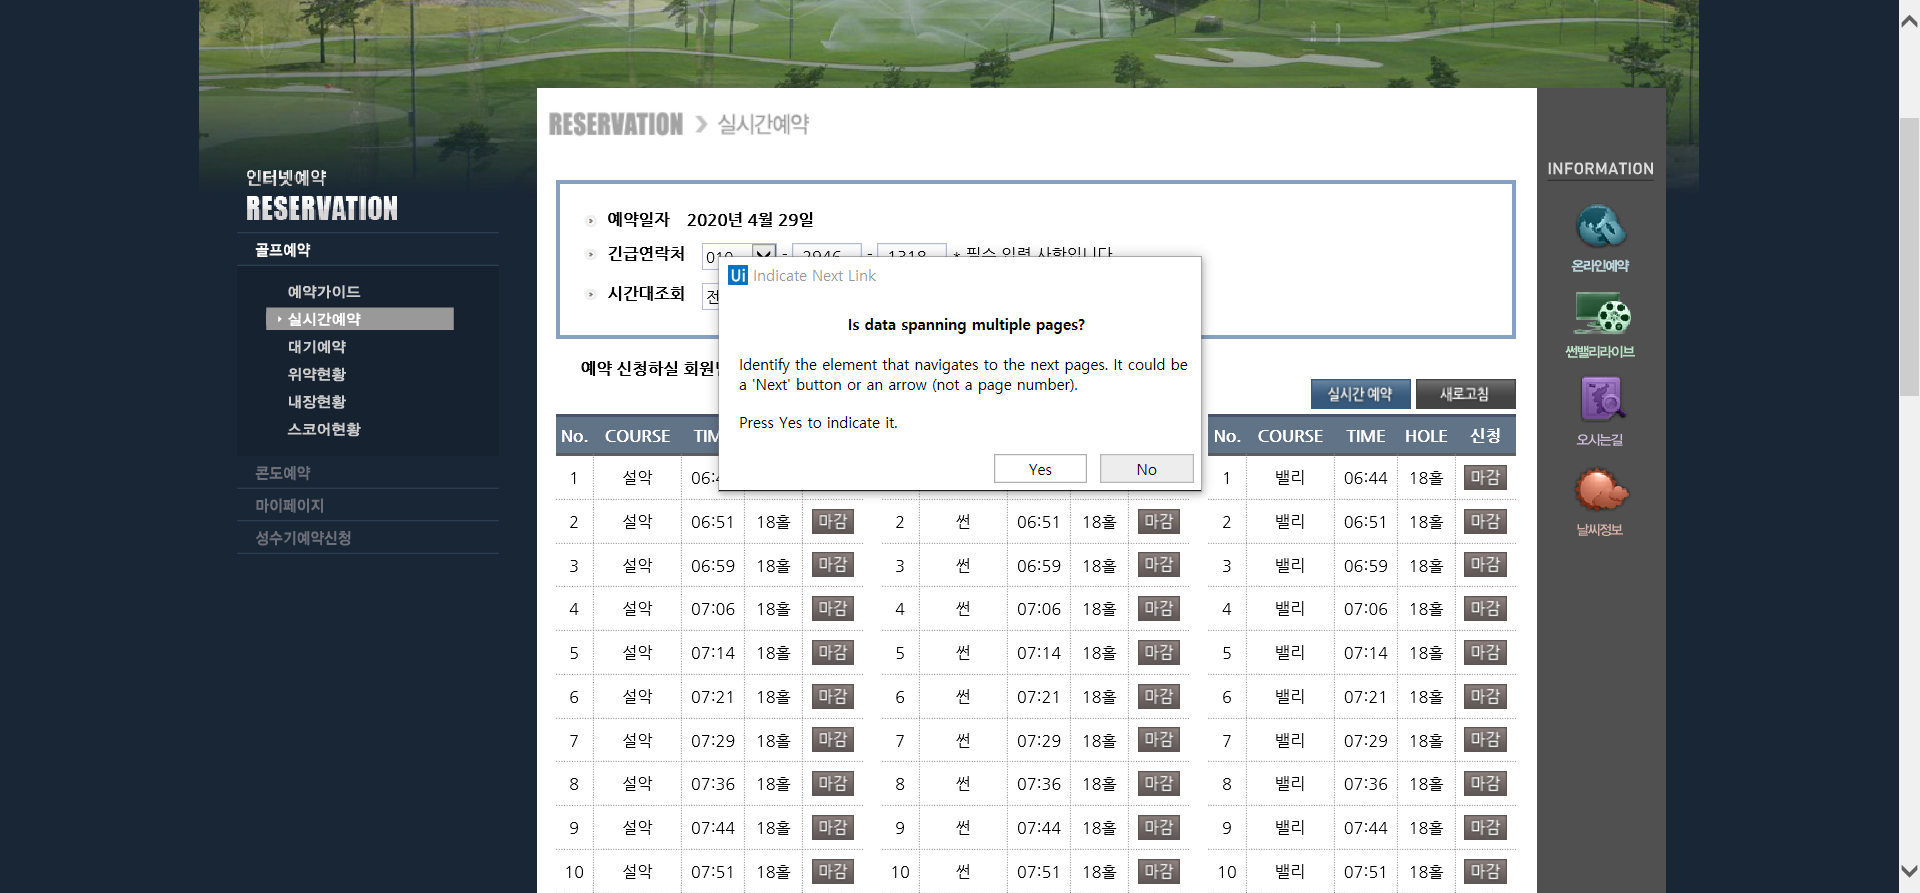 RESERVATION > 실시간예약
인터넷예약
RESERVATION
골프예약
예약가이드
실시간예약
대기예약
위약현황
내장현황
스코어현황
콘도예약
마이페이지
성수기예약신청
예약일자 2020년 4월 29일
긴급연락처 010 - 2946 - 1318 * 필수 입력 사항입니다
시간대조회 전
예약 신청하실 회원
Indicate Next Link
Is data spanning multiple pages?
Identify the element that navigates to the next pages. It could be
a 'Next' button or an arrow (not a page number).
Press Yes to indicate it.
Yes No
실시간 예약 새로고침
No. COURSE No. COURSE TIME HOLE 신청
1 설악 1 밸리 06:44 18홀 마감
2 설악 06:51 18홀 마감 2 썬 06:51 18홀 마감 2 밸리 06:51 18홀 마감
3 설악 06:59 18홀 마감 3 썬 06:59 18홀 마감 3 밸리 06:59 18홀 마감
4 설악 07:06 18홀 마감 4 썬 07:06 18홀 마감 4 밸리 07:06 18홀 마감
5 설악 07:14 18홀 마감 5 썬 07:14 18홀 마감 5 밸리 07:14 18홀 마감
6 설악 07:21 18홀 마감 6 썬 07:21 18홀 마감 6 밸리 07:21 18홀 마감
7 설악 07:29 18홀 마감 7 썬 07:29 18홀 마감 7 밸리 07:29 18홀 마감
8 설악 07:36 18홀 마감 8 썬 07:36 18홀 마감 8 밸리 07:36 18홀 마감
9 설악 07:44 18홀 마감 9 썬 07:44 18홀 마감 9 밸리 07:44 18홀 마감
10 설악 07:51 18홀 마감 10 썬 07:51 18홀 마감 10 밸리 07:51 18홀 마감
INFORMATION
온라인예약
썬밸리라이브
오시는길
날씨정보